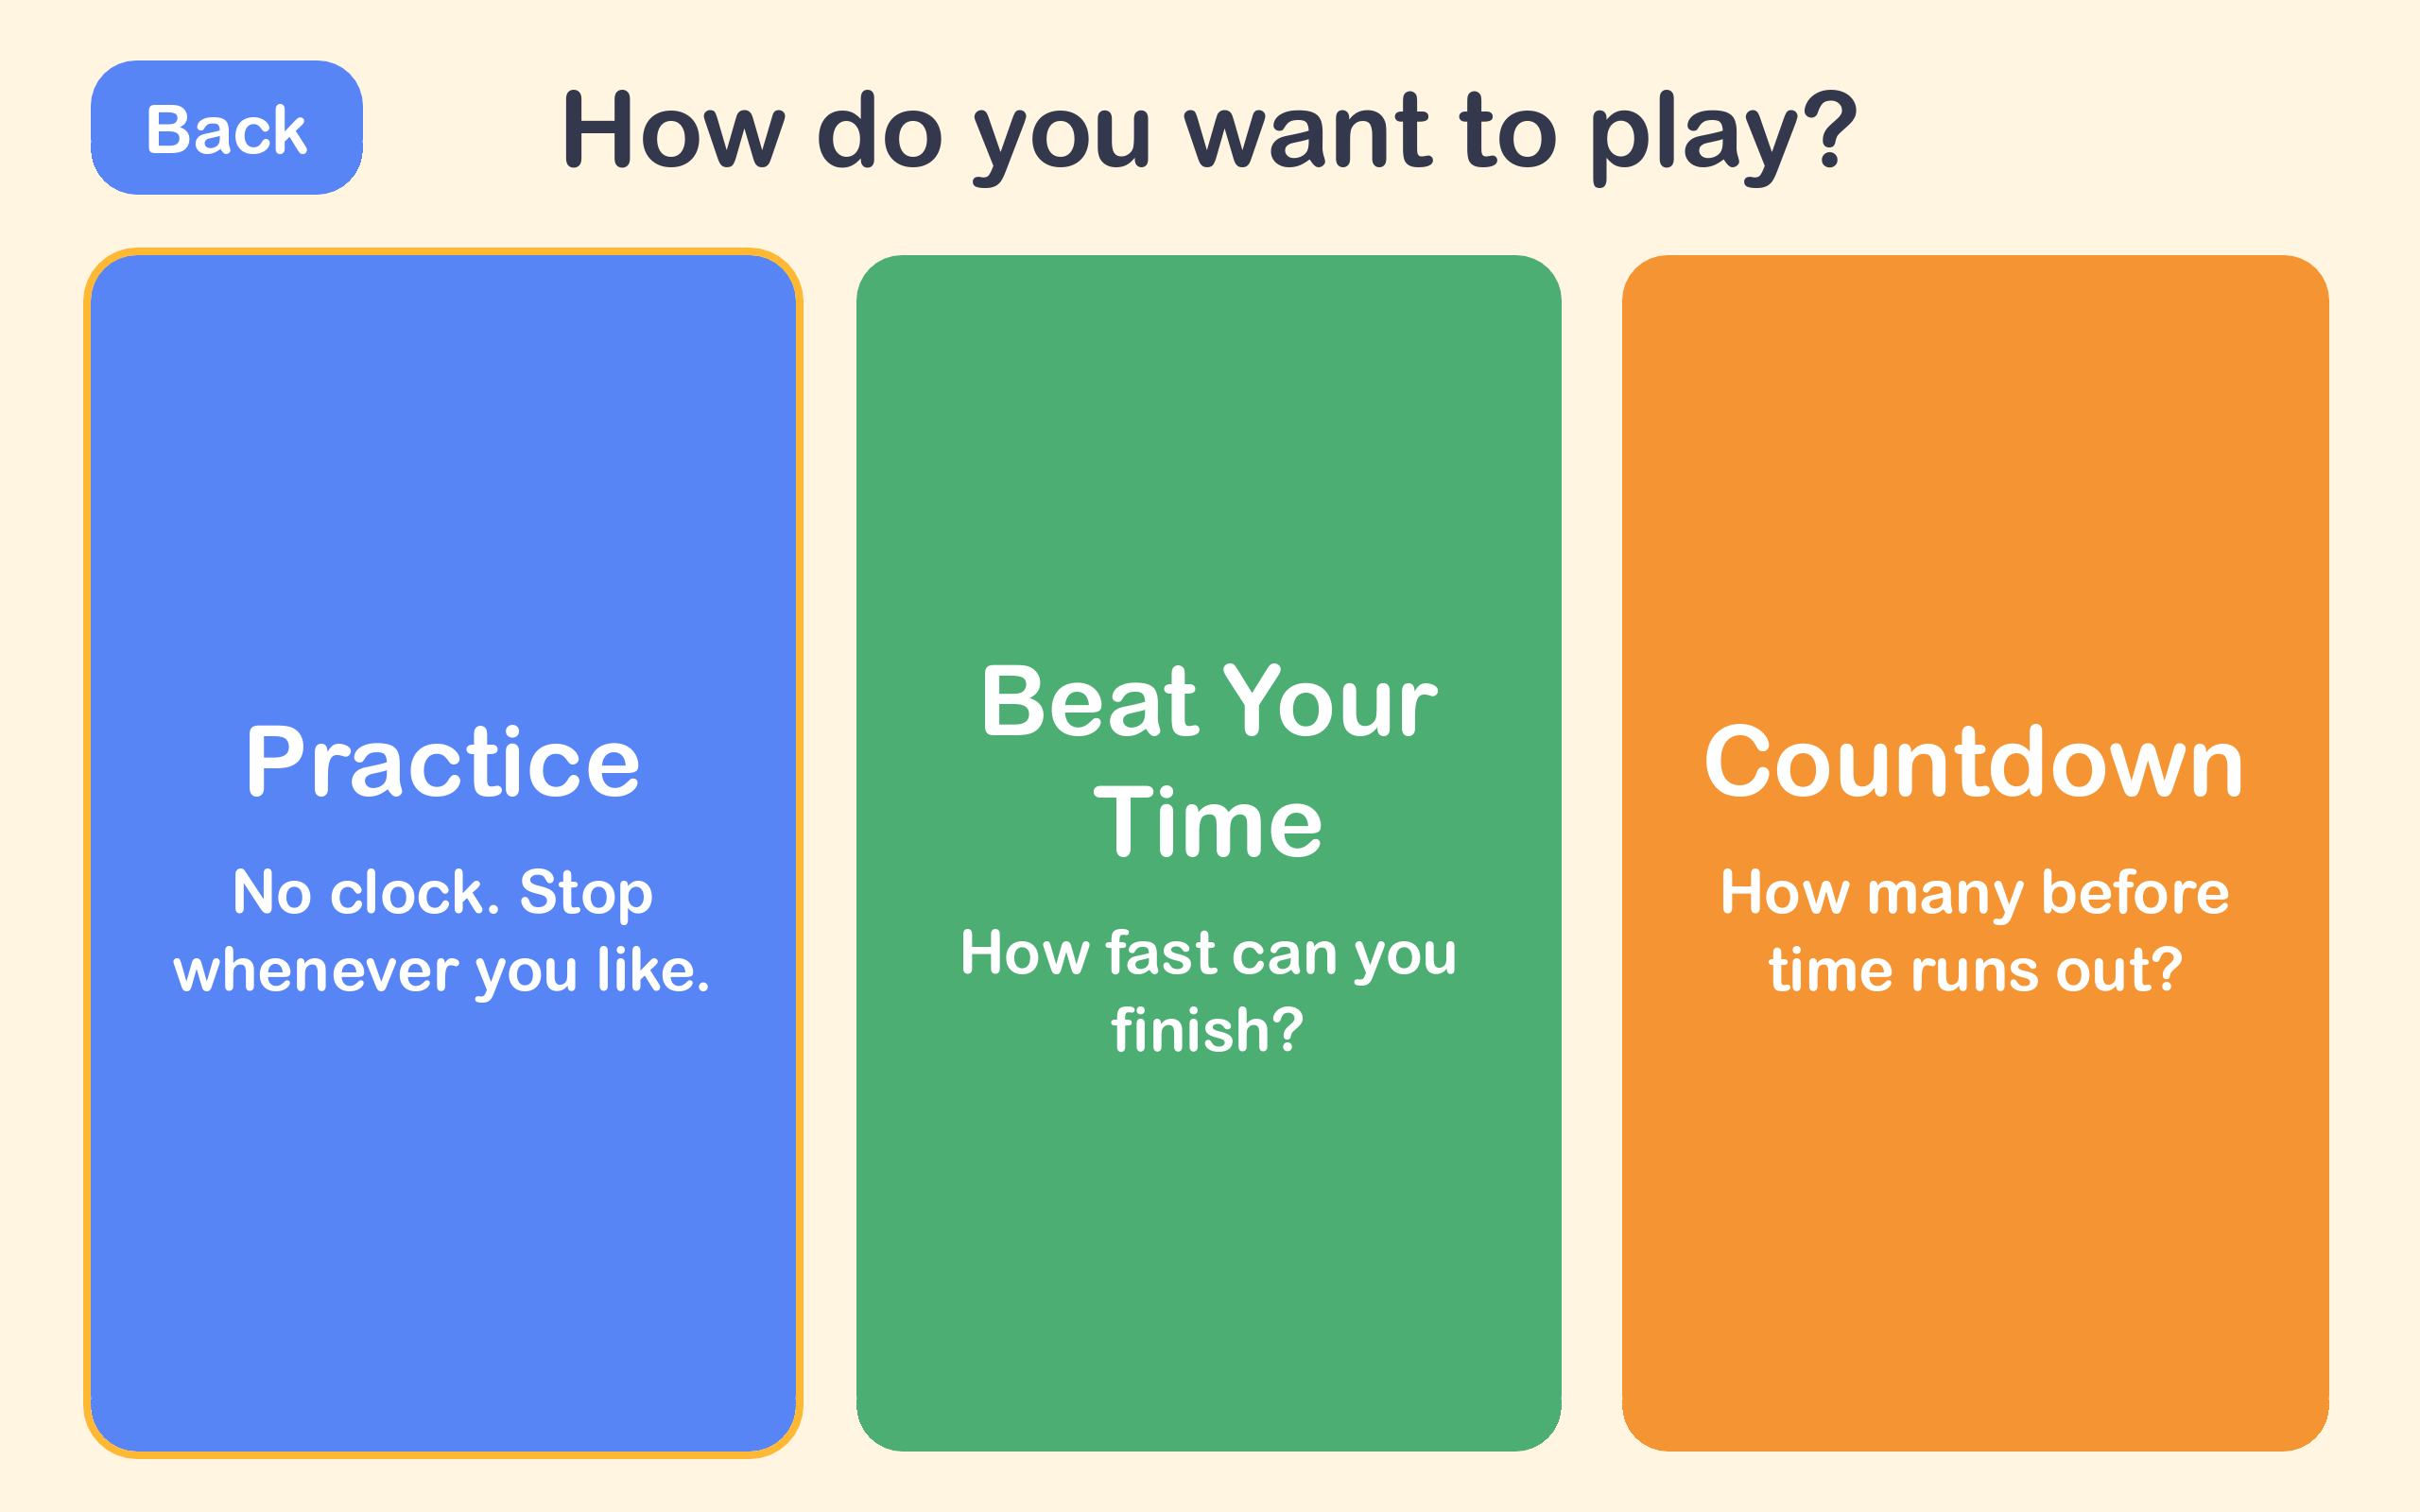 Back
How do you want to play?
Practice
No clock. Stop
whenever you like.
Beat Your
Time
How fast can you
finish?
Countdown
How many before
time runs out?